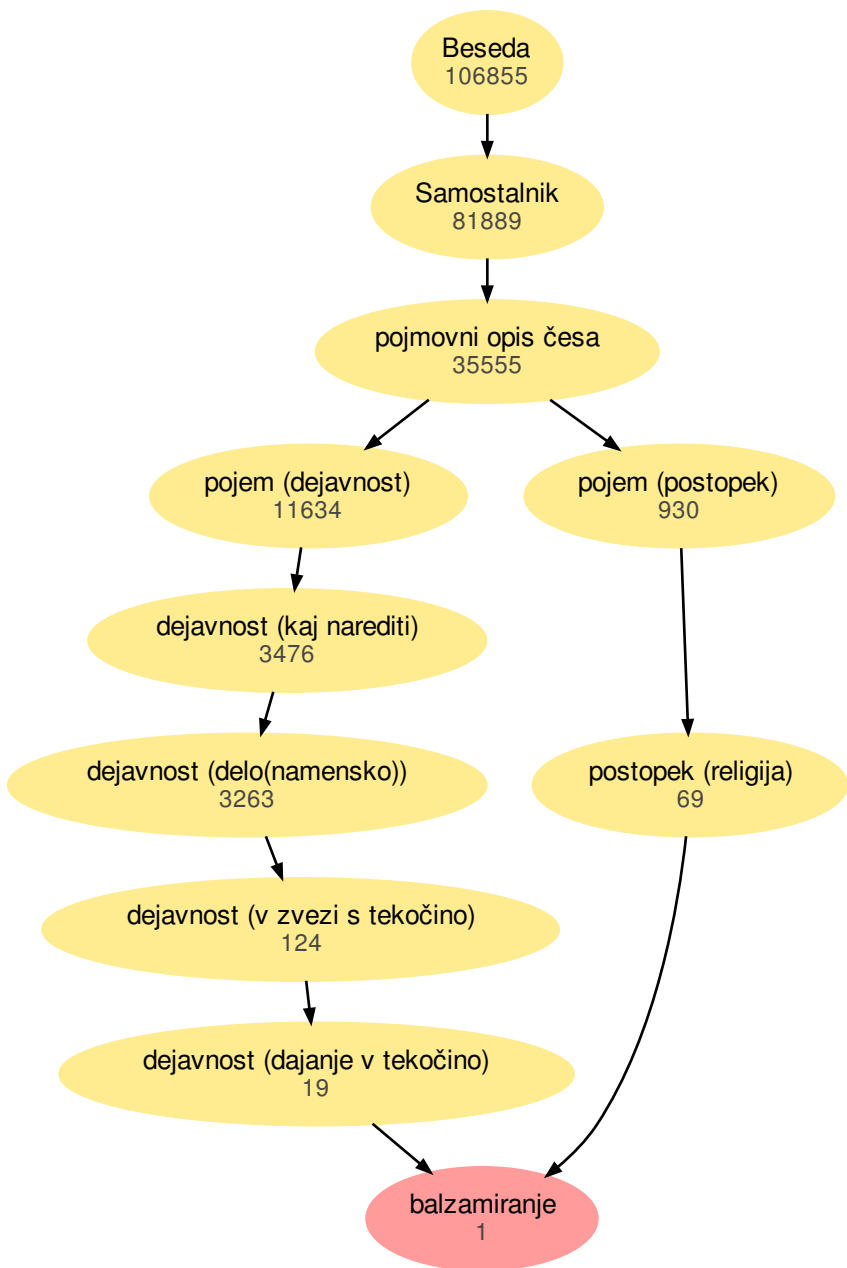 Beseda
106855
Samostalnik
81889
pojmovni opis česa
35555
pojem (dejavnost)
11634
pojem (postopek)
930
dejavnost (kaj narediti)
3476
dejavnost (delo(namensko))
3263
postopek (religija)
69
dejavnost (v zvezi s tekočino)
124
dejavnost (dajanje v tekočino)
19
balzamiranje
1